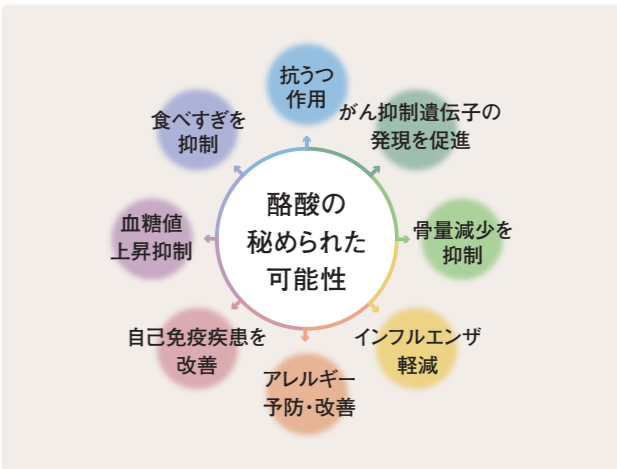 酪酸の
秘められた
可能性
抗うつ
作用
がん抑制遺伝子の
発現を促進
骨量減少を
抑制
インフルエンザ
軽減
アレルギー
予防・改善
自己免疫疾患を
改善
血糖値
上昇抑制
食べすぎを
抑制